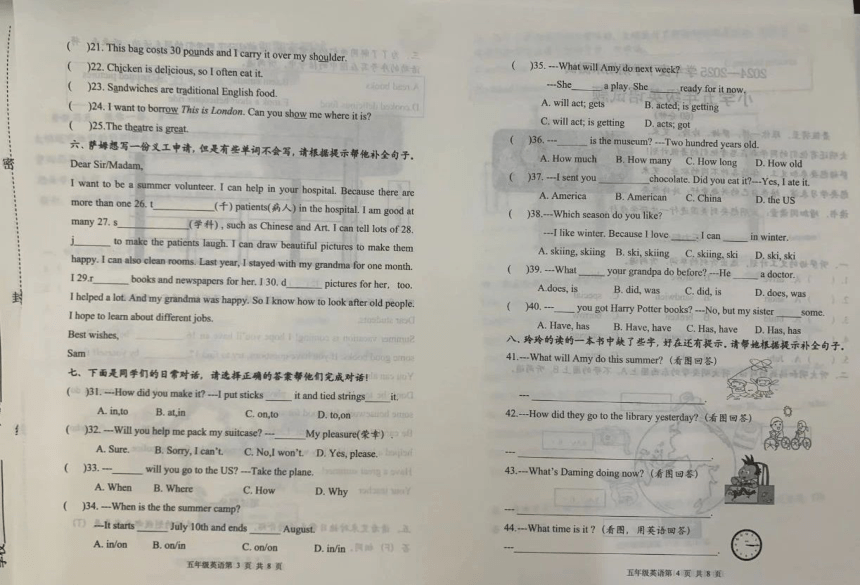 ( )21. This bag costs 30 pounds and I carry it over my shoulder.
( )22. Chicken is delicious, so I often eat it.
( )23. Sandwiches are traditional English food.
( )24. I want to borrow This is London. Can you show me where it is?
( )25.The theatre is great.
六、萨姆想写一份义工申请，但是有些单词不会写，请根据提示帮他补全句子。
Dear Sir/Madam,
I want to be a summer volunteer. I can help in your hospital. Because there are
more than one 26. t__________(千) patients(病人) in the hospital. I am good at
many 27. s__________(学科) , such as Chinese and Art. I can tell lots of 28.
j______ to make the patients laugh. I can draw beautiful pictures to make them
happy. I can also clean rooms. Last year, I stayed with my grandma for one month.
I 29.r______ books and newspapers for her. I 30. d______ pictures for her, too.
I helped a lot. And my grandma was happy. So I know how to look after old people.
I hope to learn about different jobs.
Best wishes,
Sam
七、下面是同学们的日常对话，请选择正确的答案帮他们完成对话！
( )31. ---How did you make it? ---I put sticks ______ it and tied strings____ it.
A. in,to B. at,in C. on,to D. to,on
( )32. ---Will you help me pack my suitcase? --- ______My pleasure(荣幸)
A. Sure. B. Sorry, I can't. C. No,I won't. D. Yes, please.
( )33. ---______ will you go to the US? ---Take the plane.
A. When B. Where C. How D. Why
( )34. ---When is the the summer camp?
---It starts ______ July 10th and ends ______ August.
A. in/on B. on/in C. on/on D. in/in
五年级英语第 3 页 共 8 页
( )35. ---What will Amy do next week?
---She______ a play. She ______ready for it now,
A. will act; gets B. acted; is getting
C. will act; is getting D. acts; got
( )36. ---______ is the museum? ---Two hundred years old.
A. How much B. How many C. How long D. How old
( )37. ---I sent you __________chocolate. Did you eat it?---Yes, I ate it.
A. America B. American C. China D. the US
( )38.---Which season do you like?
---I like winter. Because I love _____. I can _____ in winter.
A. skiing, skiing B. ski, skiing C. skiing, ski D. ski, ski
( )39. ---What _____ your grandpa do before? ---He _____ a doctor.
A.does, is B. did, was C. did, is D. does, was
( )40. ---_____ you got Harry Potter books? ---No, but my sister _____some.
A. Have, has B. Have, have C. Has, have D. Has, has
八、玲玲的读的一本书中缺了些字，好在还有提示。请帮她根据提示补全句子。
41.---What will Amy do this summer?（看图回答）
---______________________________.
42.---How did they go to the library yesterday?（看图回答）
---______________________________.
43.---What's Daming doing now?（看图回答）
---______________________________.
44.---What time is it ?（看图，用英语回答）
---______________________________.
五年级英语第 4 页 共 8 页
密
封